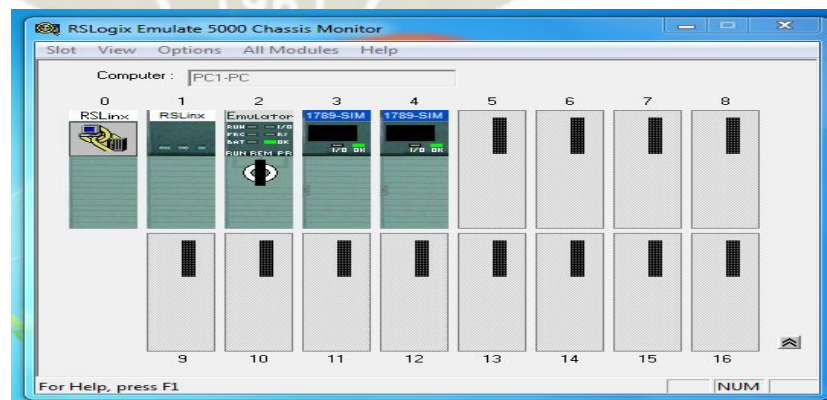 RSLogix Emulate 5000 Chassis Monitor
Slot View Options All Modules Help
Computer : PC1-PC
0 1 2 3 4 5 6 7 8
RSLinx RSLinx Emulator 1789-SIM 1789-SIM
RUN I/O
FRC RS
BAT OK
I/O OK I/O OK
RUN REM PR
9 10 11 12 13 14 15 16
For Help, press F1 NUM